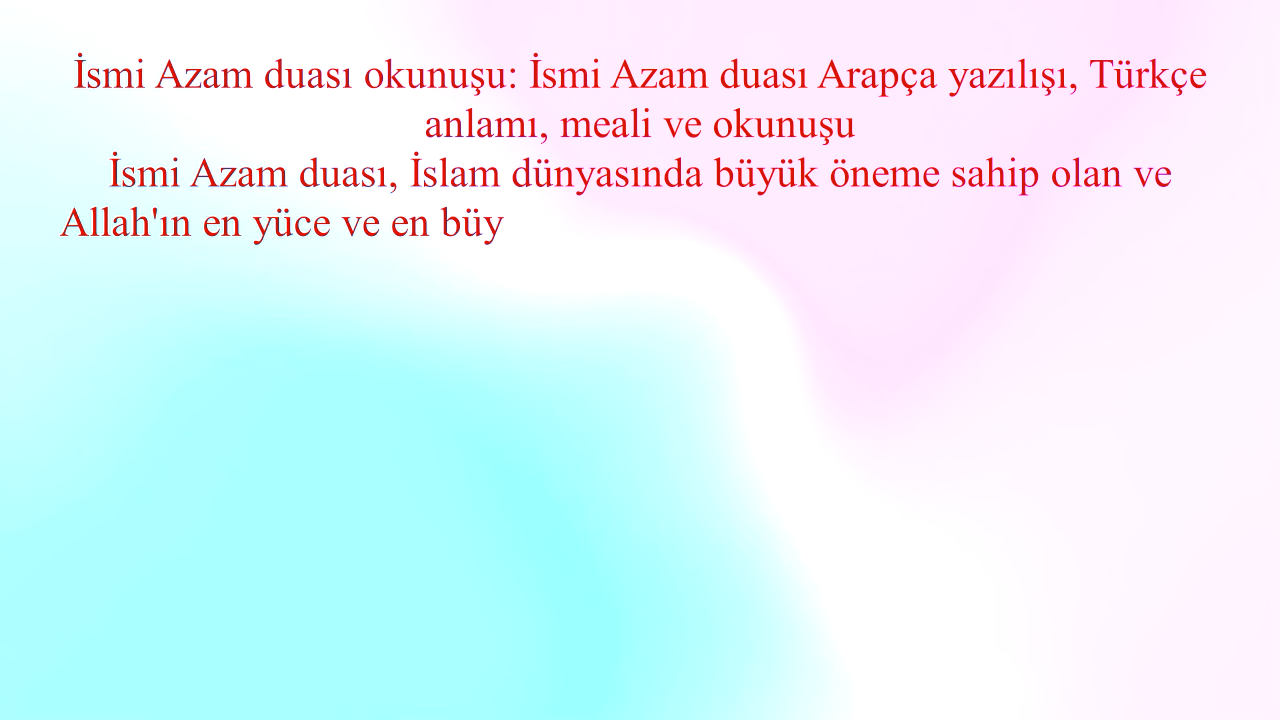 İsmi Azam duası okunuşu: İsmi Azam duası Arapça yazılışı, Türkçe
anlamı, meali ve okunuşu
İsmi Azam duası, İslam dünyasında büyük öneme sahip olan ve
Allah'ın en yüce ve en büy